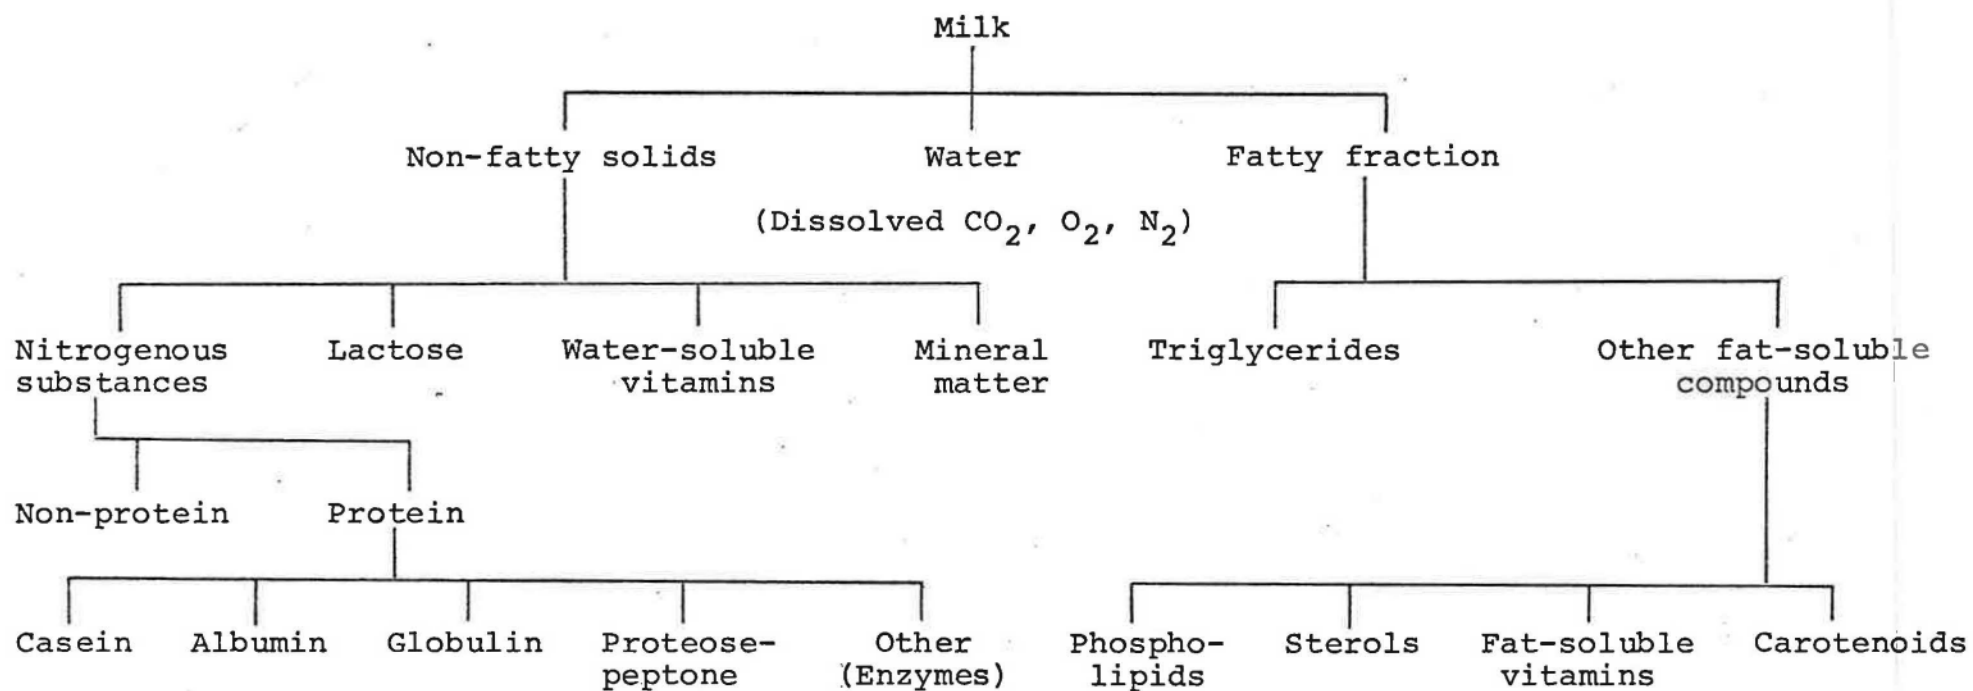 Milk
Non-fatty solids Water Fatty fraction
(Dissolved CO₂, O₂, N₂)
Nitrogenous Lactose Water-soluble Mineral Triglycerides Other fat-soluble
substances vitamins matter compounds
Non-protein Protein
Casein Albumin Globulin Proteose- Other Phospho- Sterols Fat-soluble Carotenoids
peptone (Enzymes) lipids vitamins